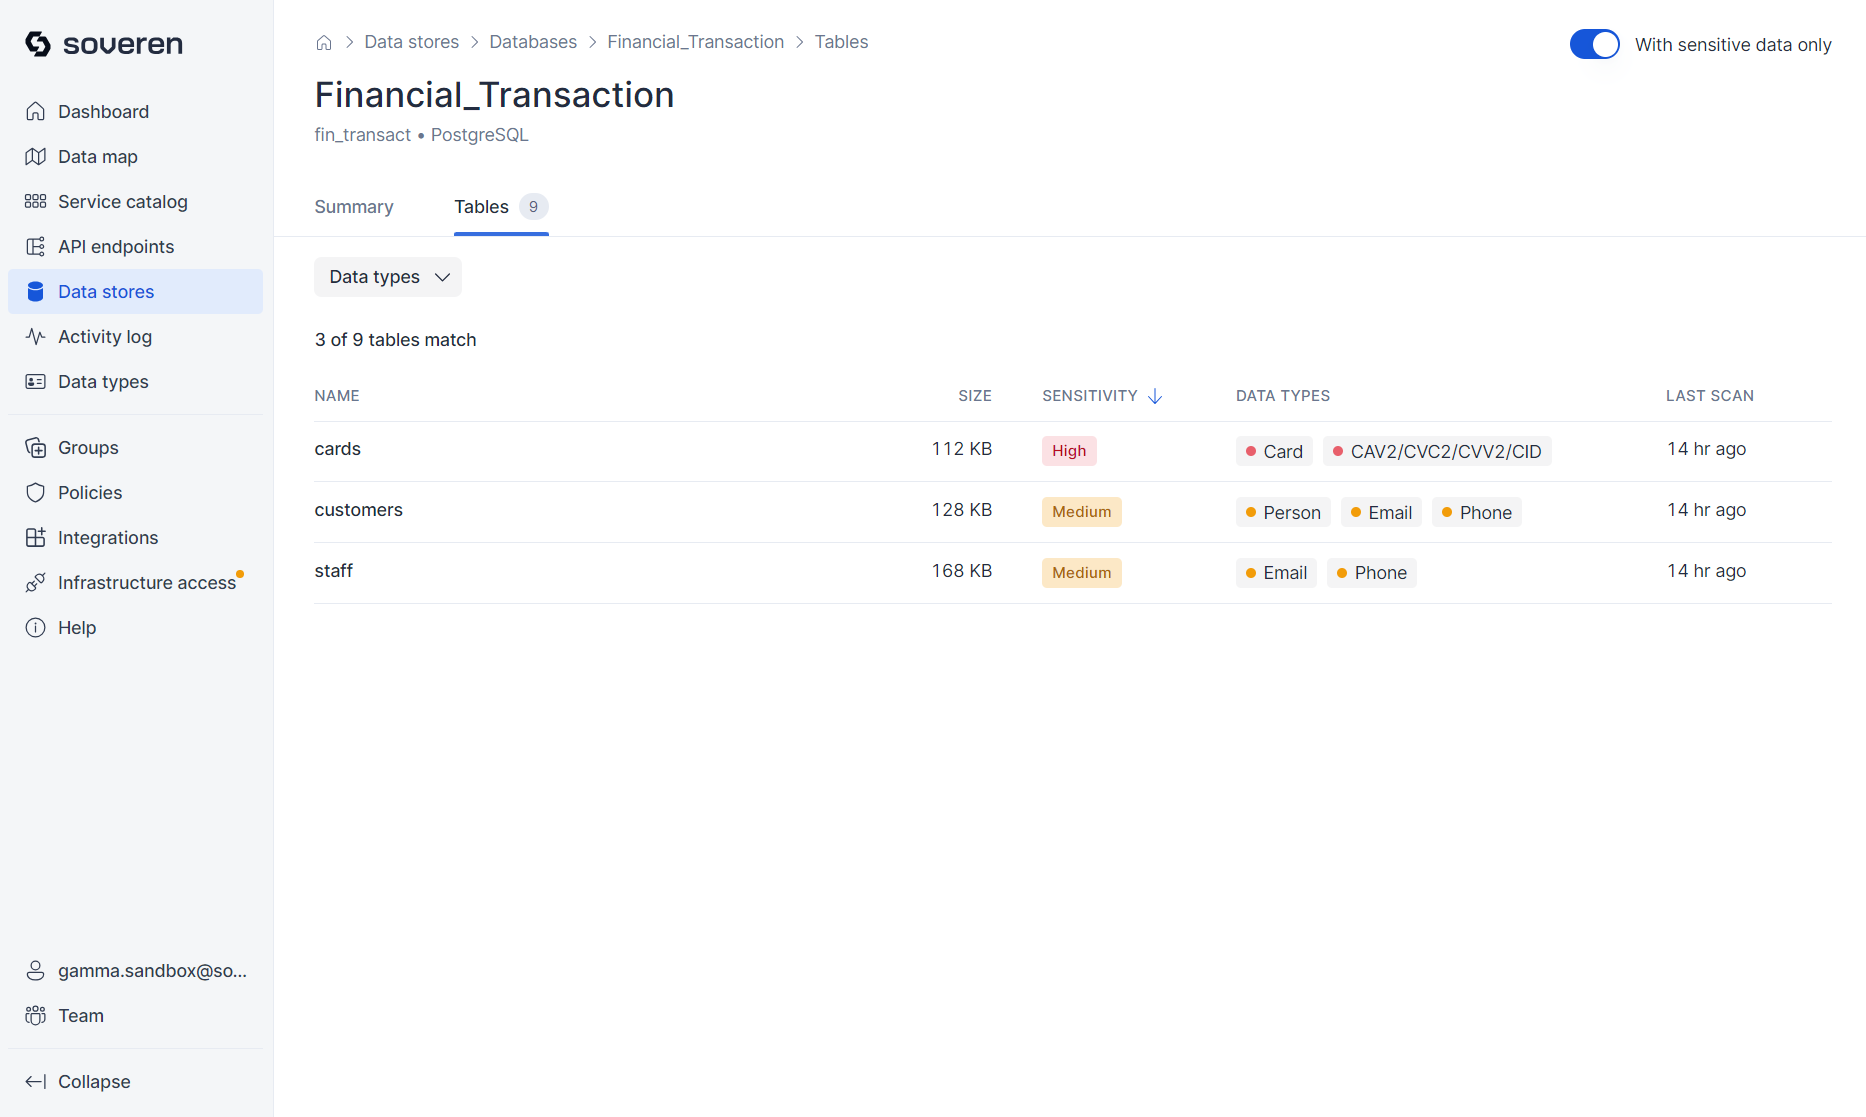 soveren
Dashboard
Data map
Service catalog
API endpoints
Data stores
Activity log
Data types
Groups
Policies
Integrations
Infrastructure access
Help
gamma.sandbox@so...
Team
Collapse
Data stores > Databases > Financial_Transaction > Tables
With sensitive data only
Financial_Transaction
fin_transact • PostgreSQL
Summary Tables 9
Data types
3 of 9 tables match
NAME SIZE SENSITIVITY DATA TYPES LAST SCAN
cards 112 KB High Card CAV2/CVC2/CVV2/CID 14 hr ago
customers 128 KB Medium Person Email Phone 14 hr ago
staff 168 KB Medium Email Phone 14 hr ago